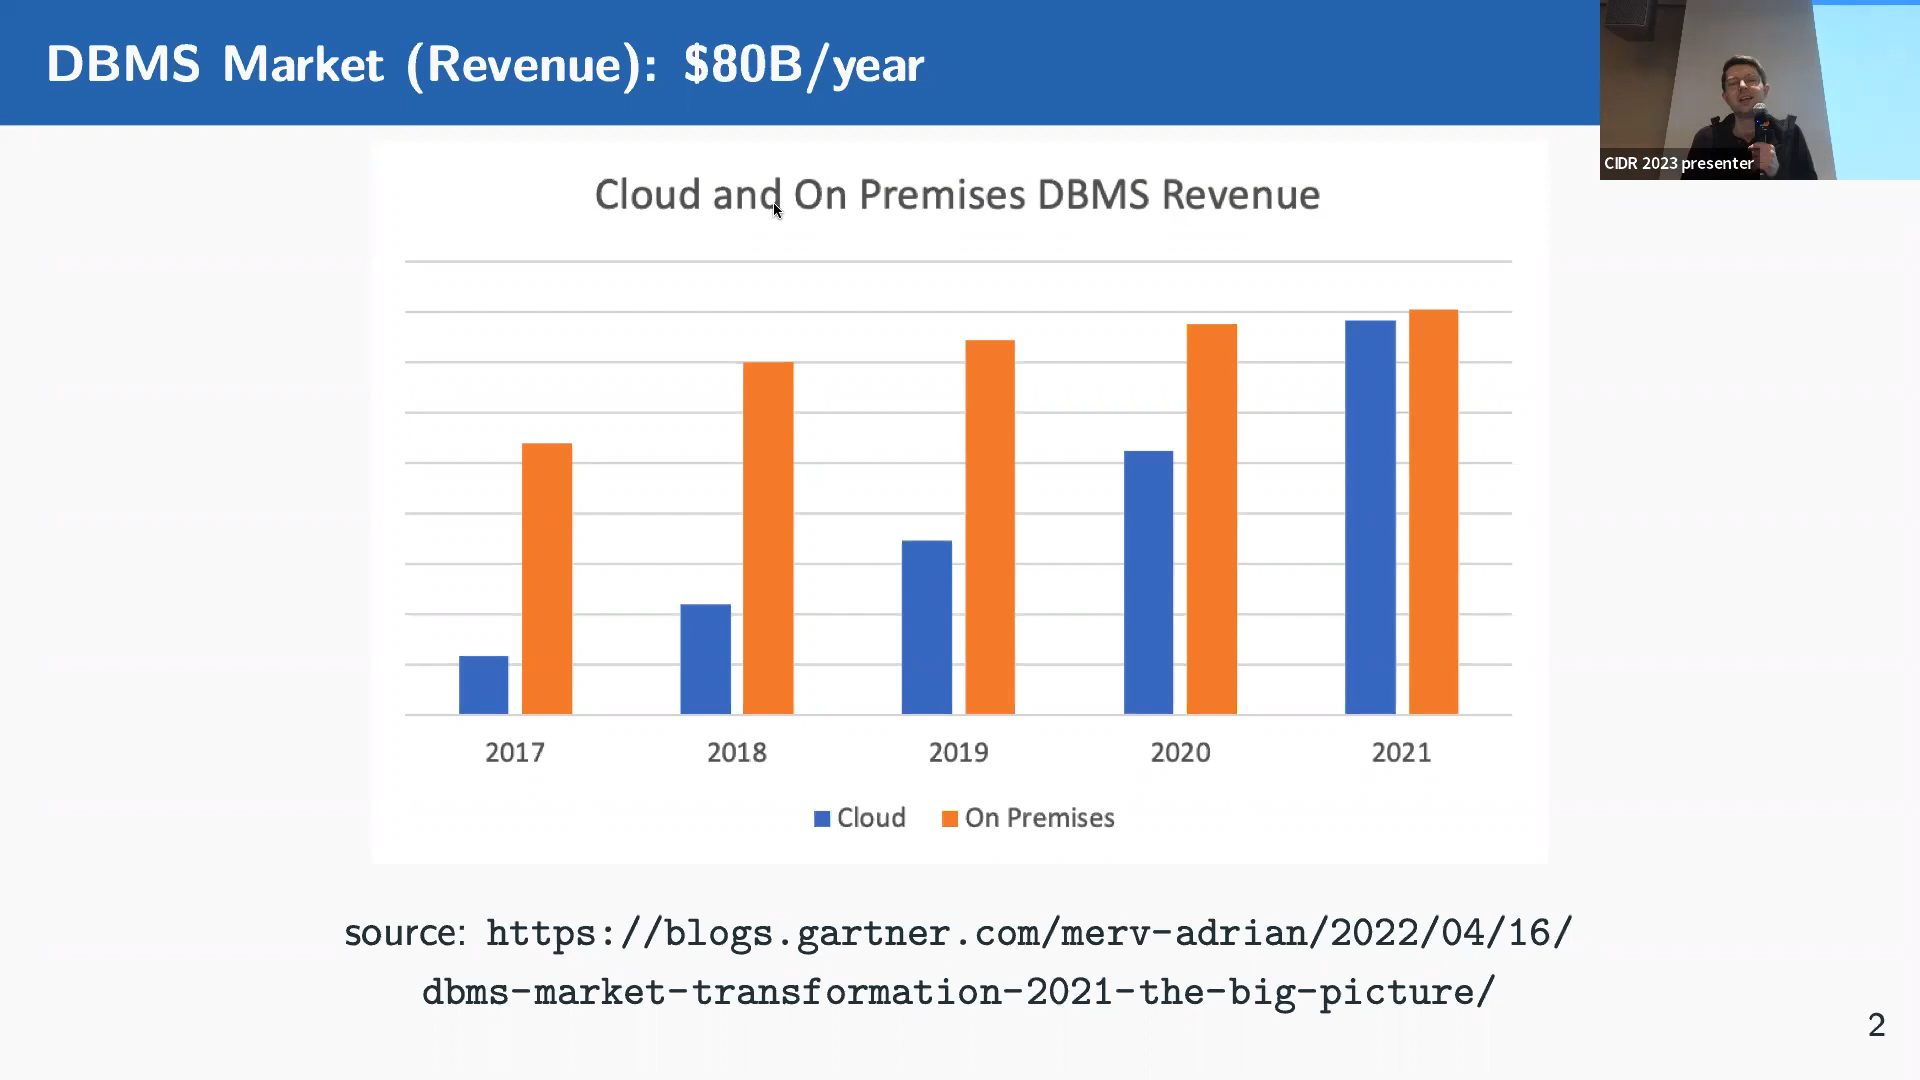 DBMS Market (Revenue): $80B/year
CIDR 2023 presenter
Cloud and On Premises DBMS Revenue
2017 2018 2019 2020 2021
Cloud On Premises
source: https://blogs.gartner.com/merv-adrian/2022/04/16/
dbms-market-transformation-2021-the-big-picture/
2